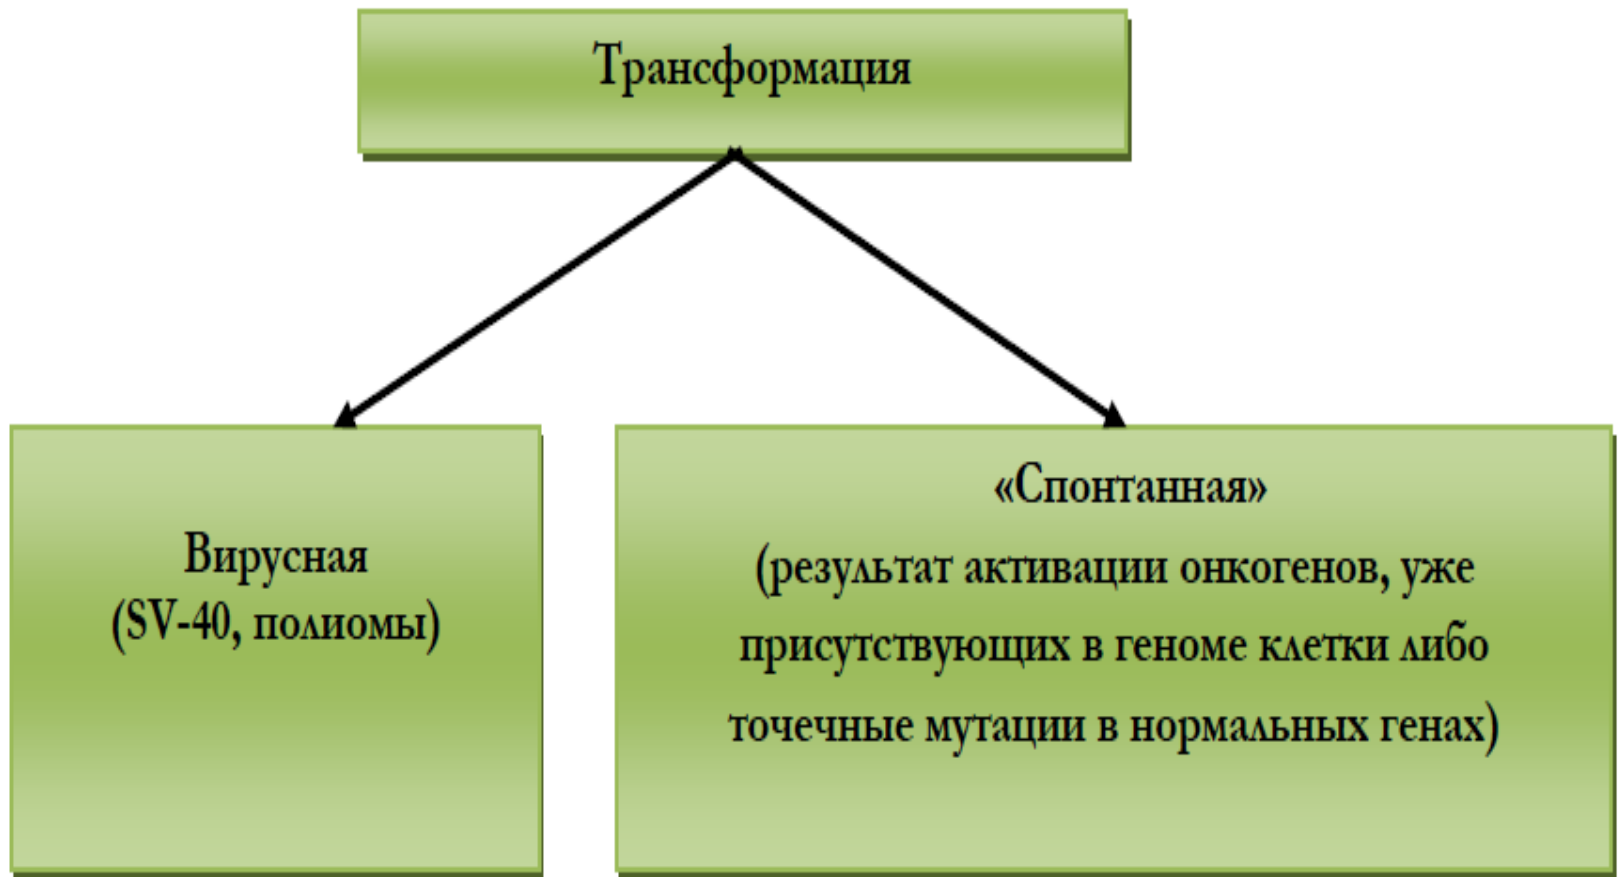 Трансформация
Вирусная
(SV-40, полиомы)
«Спонтанная»
(результат активации онкогенов, уже
присутствующих в геноме клетки либо
точечные мутации в нормальных генах)